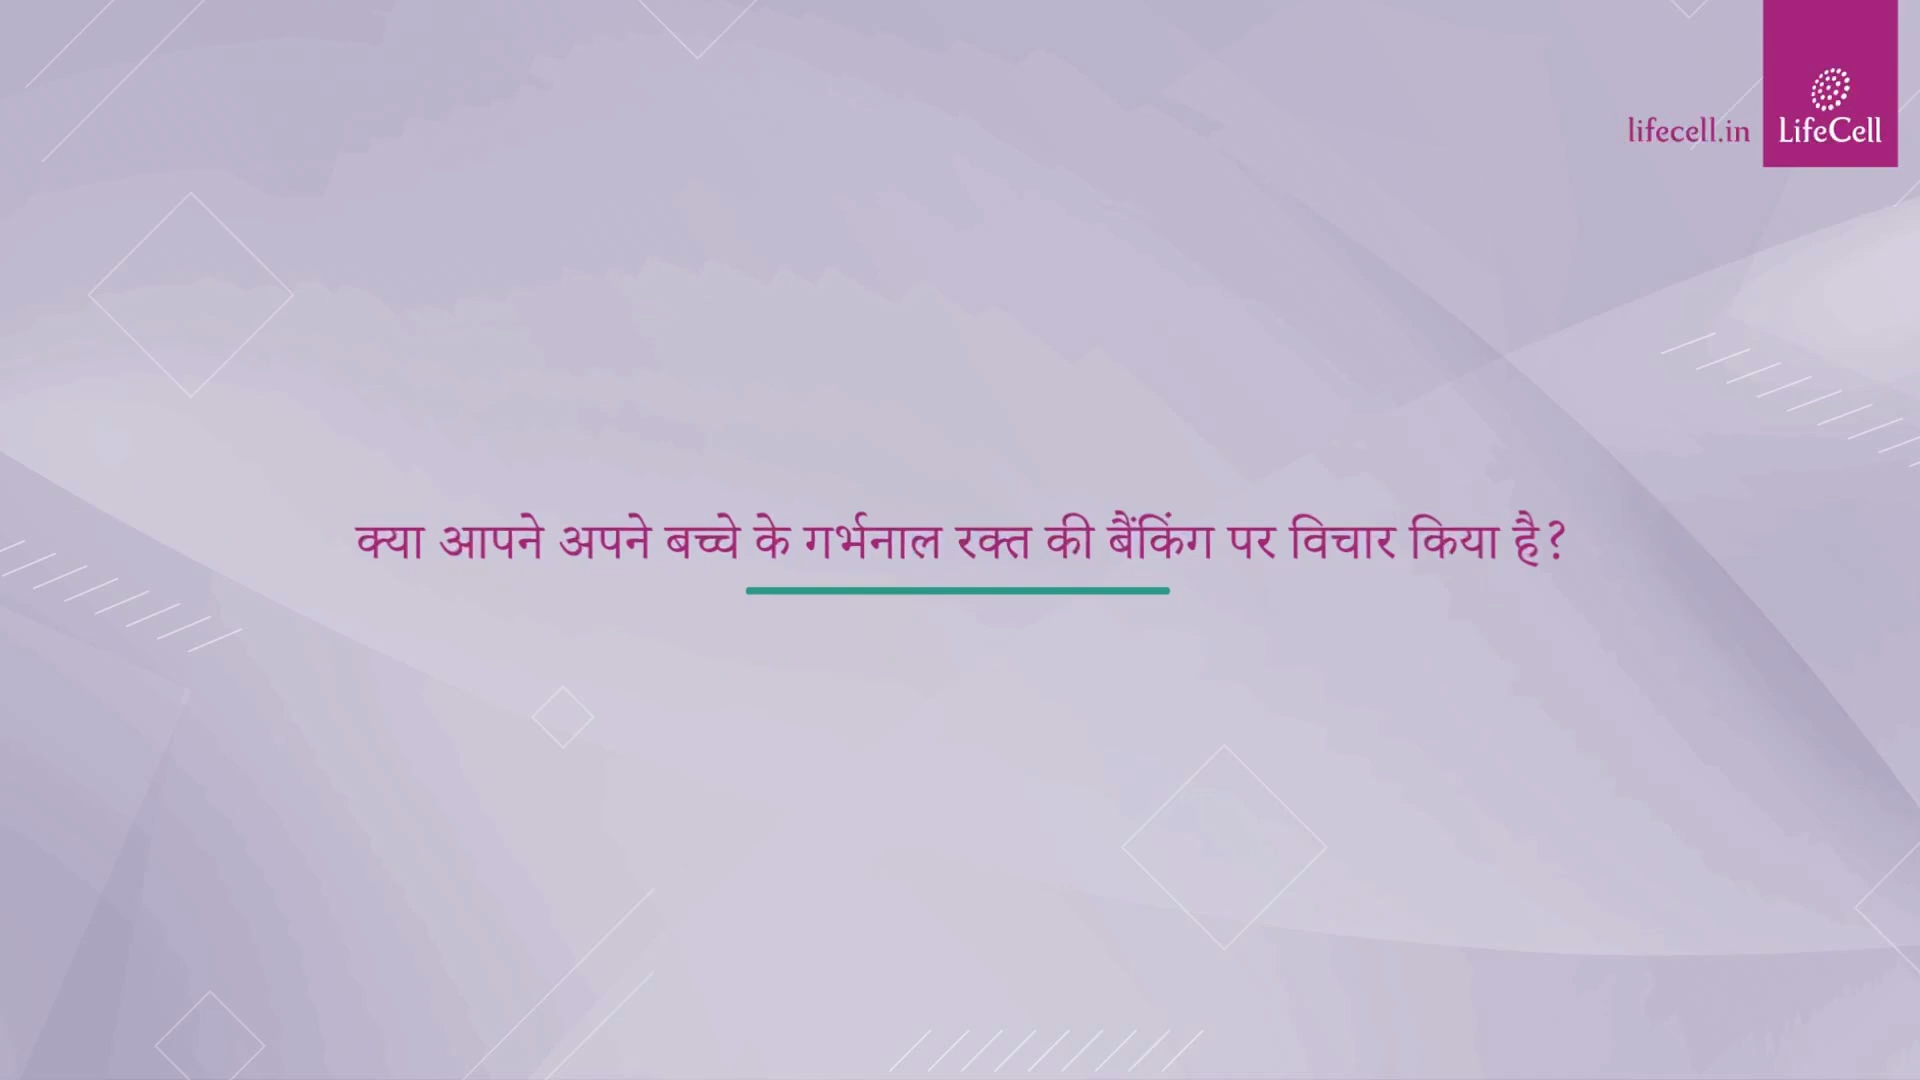 lifecell.in
LifeCell
क्या आपने अपने बच्चे के गर्भनाल रक्त की बैंकिंग पर विचार किया है?